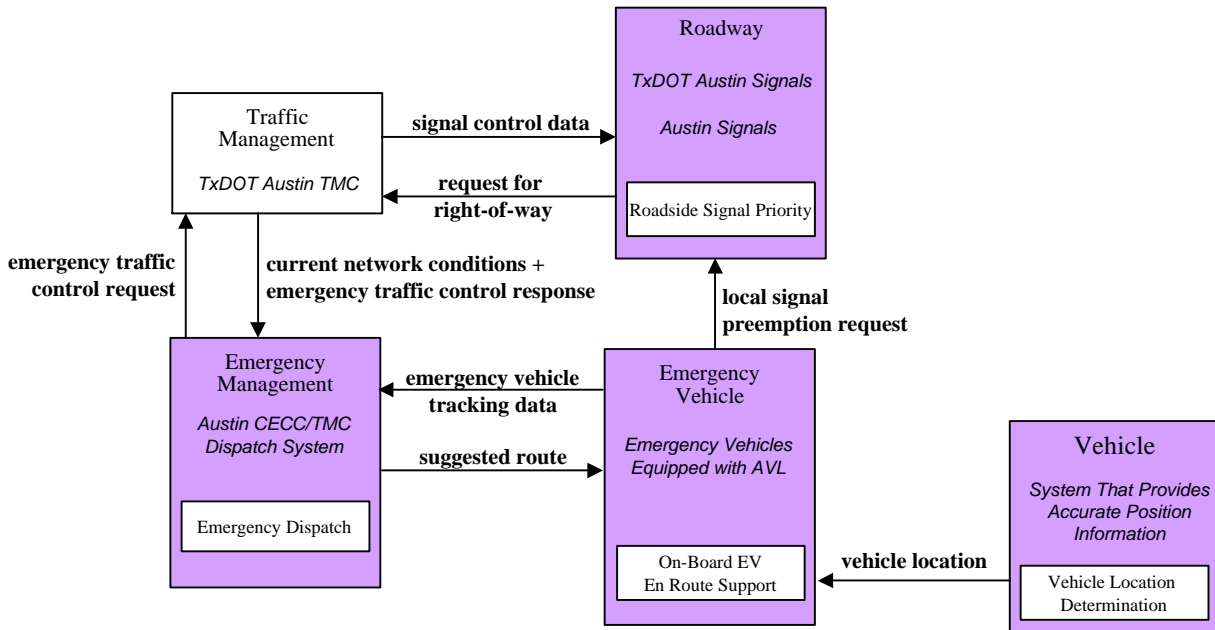 Roadway
TxDOT Austin Signals
Austin Signals
Roadside Signal Priority
Traffic
Management
TxDOT Austin TMC
signal control data
request for
right-of-way
emergency traffic
control request
current network conditions +
emergency traffic control response
local signal
preemption request
Emergency
Management
Austin CECC/TMC
Dispatch System
Emergency Dispatch
emergency vehicle
tracking data
suggested route
Emergency
Vehicle
Emergency Vehicles
Equipped with AVL
On-Board EV
En Route Support
vehicle location
Vehicle
System That Provides
Accurate Position
Information
Vehicle Location
Determination